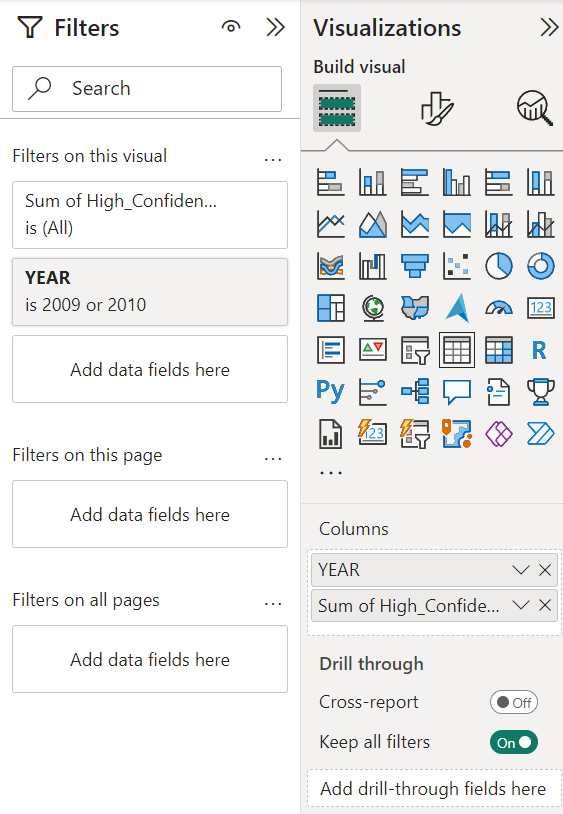 Filters
Search
Filters on this visual
...
Sum of High_Confiden...
is (All)
YEAR
is 2009 or 2010
Add data fields here
Filters on this page
...
Add data fields here
Filters on all pages
...
Add data fields here
Visualizations
Build visual
123
R
Py
123
...
Columns
YEAR
Sum of High_Confide...
Drill through
Cross-report
Off
Keep all filters
On
Add drill-through fields here